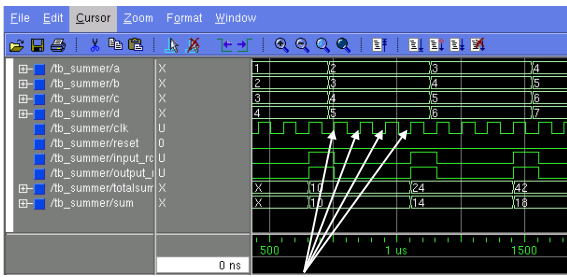 File Edit Cursor Zoom Format Window
/tb_summer/a X 1 2 3 4
/tb_summer/b X 2 3 4 5
/tb_summer/c X 3 4 5 6
/tb_summer/d X 4 5 6 7
/tb_summer/clk U
/tb_summer/reset 0
/tb_summer/input_rd U
/tb_summer/output_ U
/tb_summer/totalsum X X 10 24 42
/tb_summer/sum X X 10 14 18
500 1 us 1500
0 ns